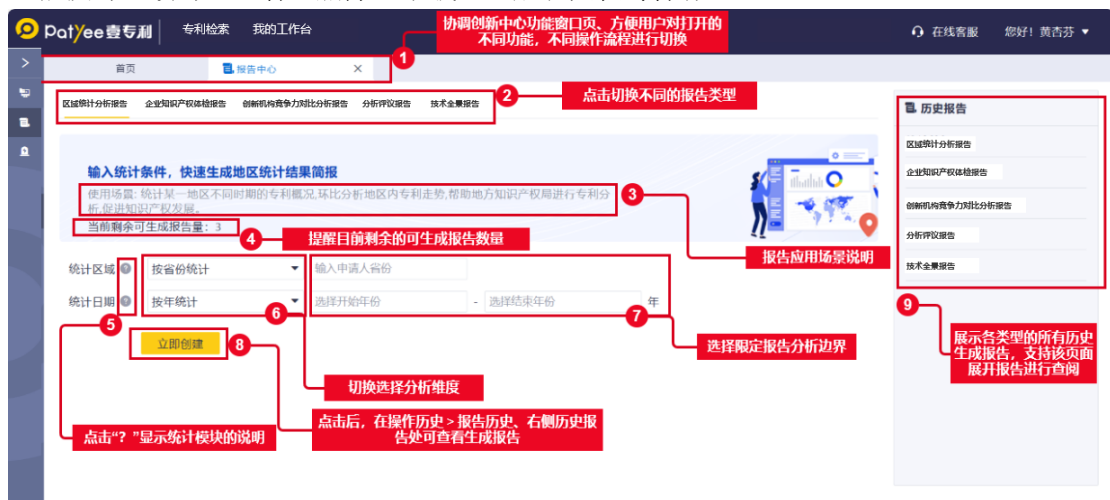 Patyee壹专利 专利检索 我的工作台
协调创新中心功能窗口页、方便用户对打开的
不同功能，不同操作流程进行切换
在线客服 您好！黄杏芬
首页 报告中心 ×
1
区域统计分析报告 企业知识产权体检报告 创新机构竞争力对比分析报告 分析评议报告 技术全景报告
2
点击切换不同的报告类型
历史报告
区域统计分析报告
企业知识产权体检报告
创新机构竞争力对比分析报告
分析评议报告
技术全景报告
输入统计条件，快速生成地区统计结果简报
使用场景: 统计某一地区不同时期的专利概况,环比分析地区内专利走势,帮助地方知识产权局进行专利分
析,促进知识产权发展。
3
当前剩余可生成报告量: 3
4
提醒目前剩余的可生成报告数量
报告应用场景说明
统计区域 ? 按省份统计 输入申请人省份
统计日期 ? 按年统计 选择开始年份 - 选择结束年份 年
5
6
7
9
立即创建
8
选择限定报告分析边界
展示各类型的所有历史
生成报告，支持该页面
展开报告进行查阅
切换选择分析维度
点击后，在操作历史>报告历史、右侧历史报
告处可查看生成报告
点击“？”显示统计模块的说明